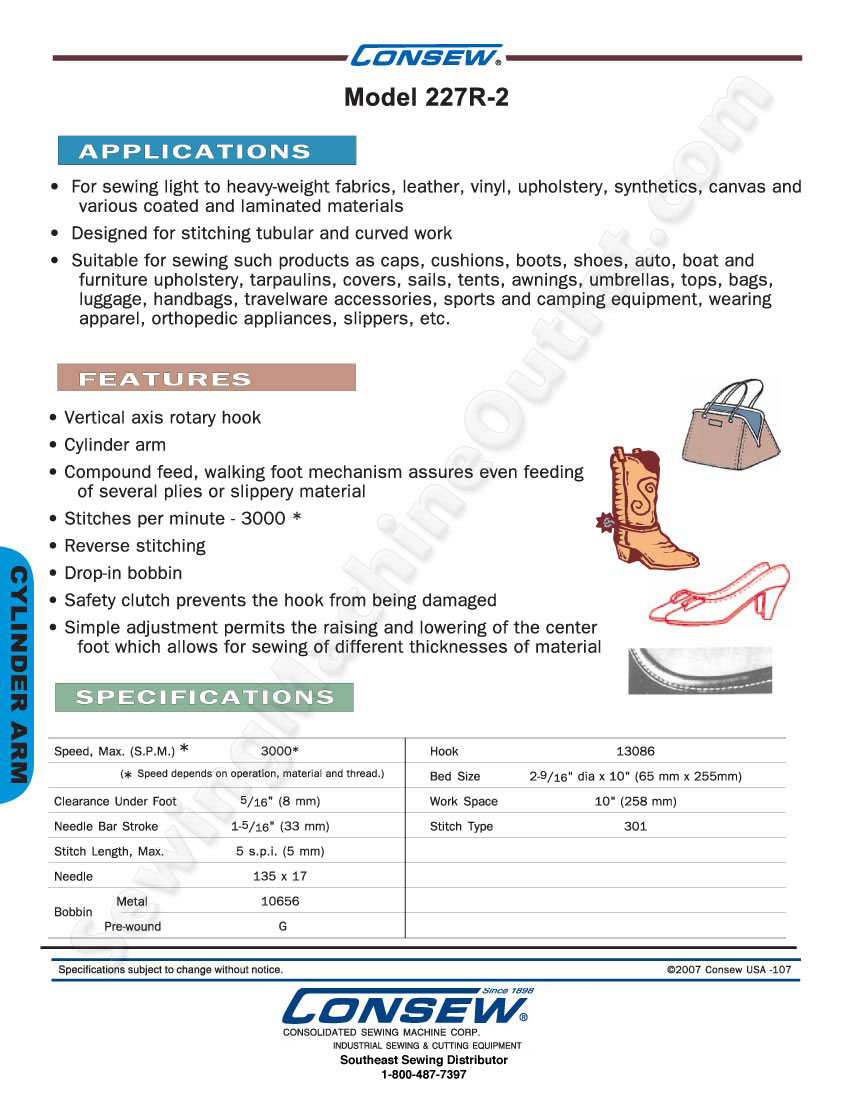 CONSEW®
Model 227R-2
APPLICATIONS
• For sewing light to heavy-weight fabrics, leather, vinyl, upholstery, synthetics, canvas and
various coated and laminated materials
• Designed for stitching tubular and curved work
• Suitable for sewing such products as caps, cushions, boots, shoes, auto, boat and
furniture upholstery, tarpaulins, covers, sails, tents, awnings, umbrellas, tops, bags,
luggage, handbags, travelware accessories, sports and camping equipment, wearing
apparel, orthopedic appliances, slippers, etc.
FEATURES
• Vertical axis rotary hook
• Cylinder arm
• Compound feed, walking foot mechanism assures even feeding
of several plies or slippery material
• Stitches per minute - 3000 *
• Reverse stitching
• Drop-in bobbin
• Safety clutch prevents the hook from being damaged
• Simple adjustment permits the raising and lowering of the center
foot which allows for sewing of different thicknesses of material
CYLINDER ARM
SPECIFICATIONS
Speed, Max. (S.P.M.) * 3000*
(* Speed depends on operation, material and thread.)
Clearance Under Foot 5/16" (8 mm)
Needle Bar Stroke 1-5/16" (33 mm)
Stitch Length, Max. 5 s.p.i. (5 mm)
Needle 135 x 17
Bobbin
Metal 10656
Pre-wound G
Hook 13086
Bed Size 2-9/16" dia x 10" (65 mm x 255mm)
Work Space 10" (258 mm)
Stitch Type 301
Specifications subject to change without notice. ©2007 Consew USA -107
Since 1898
CONSEW®
CONSOLIDATED SEWING MACHINE CORP.
INDUSTRIAL SEWING & CUTTING EQUIPMENT
Southeast Sewing Distributor
1-800-487-7397
SewingMachineOutlet.com